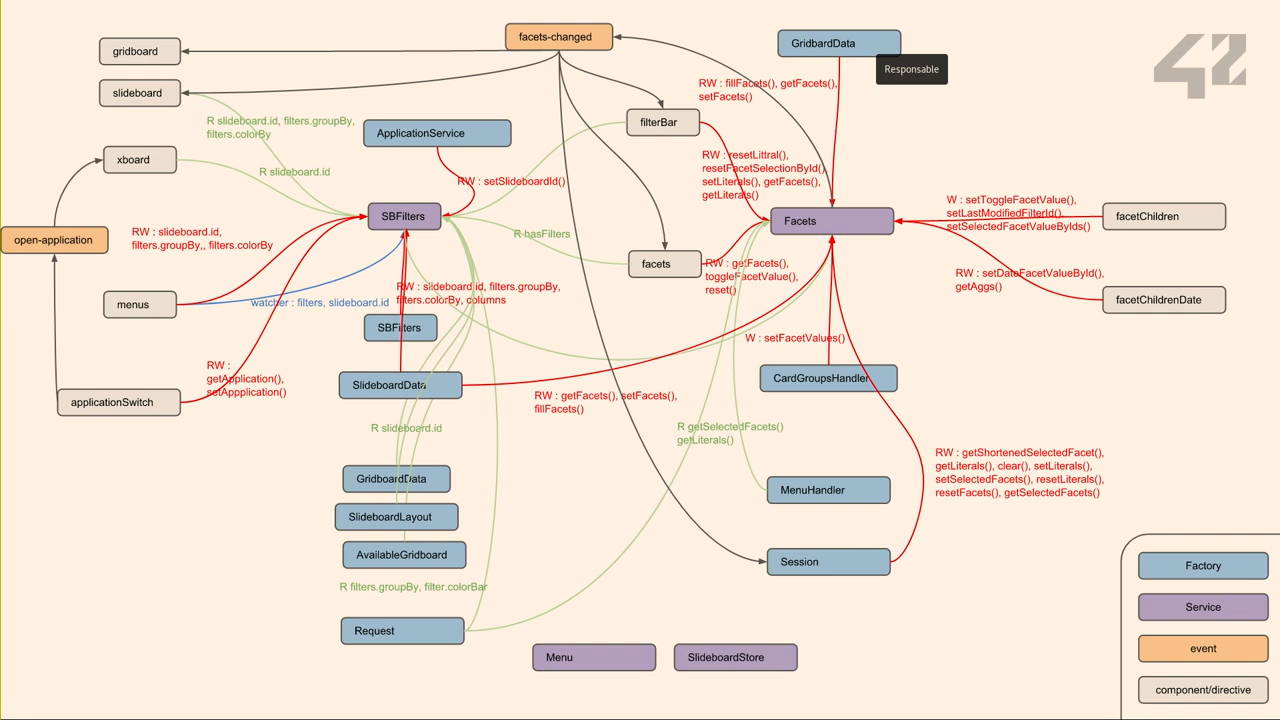 facets-changed
GridbardData
Responsable
42
gridboard
slideboard
RW : fillFacets(), getFacets(),
setFacets()
R slideboard.id, filters.groupBy,
filters.colorBy
ApplicationService
filterBar
xboard
R slideboard.id
RW : setSlideboardId()
RW : resetLittral(),
resetFacetSelectionById(),
setLiterals(), getFacets(),
getLiterals()
SBFilters
Facets
W : setToggleFacetValue(),
setLastModifiedFilterId(),
setSelectedFacetValueByIds()
facetChildren
open-application
RW : slideboard.id,
filters.groupBy,, filters.colorBy
R hasFilters
facets
RW : getFacets(),
toggleFacetValue(),
reset()
RW : setDateFacetValueById(),
getAggs()
facetChildrenDate
menus
watcher : filters, slideboard.id
RW : slideboard.id, filters.groupBy,
filters.colorBy, columns
SBFilters
W : setFacetValues()
RW :
getApplication(),
setAppplication()
SlideboardData
CardGroupsHandler
applicationSwitch
RW : getFacets(), setFacets(),
fillFacets()
R slideboard.id
R getSelectedFacets()
getLiterals()
RW : getShortenedSelectedFacet(),
getLiterals(), clear(), setLiterals(),
setSelectedFacets(), resetLiterals(),
resetFacets(), getSelectedFacets()
GridboardData
MenuHandler
SlideboardLayout
AvailableGridboard
Session
R filters.groupBy, filter.colorBar
Request
Menu
SlideboardStore
Factory
Service
event
component/directive